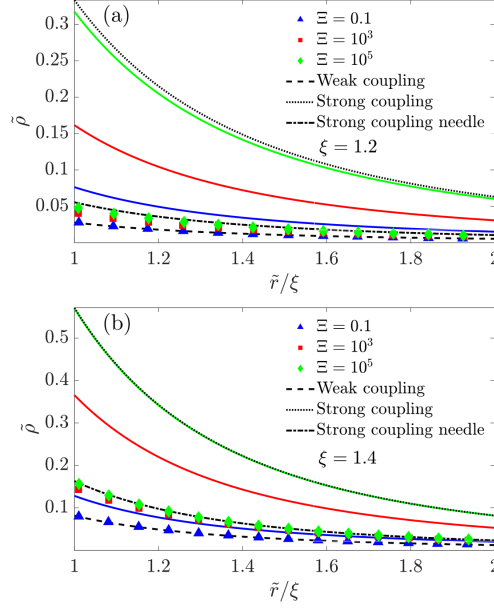 (a)
Ξ = 0.1
Ξ = 10³
Ξ = 10⁵
Weak coupling
Strong coupling
Strong coupling needle
ξ = 1.2
0.3
0.25
0.2
0.15
0.1
0.05
ρ̃
1
1.2
1.4
1.6
1.8
2
r̃/ξ
(b)
Ξ = 0.1
Ξ = 10³
Ξ = 10⁵
Weak coupling
Strong coupling
Strong coupling needle
ξ = 1.4
0.5
0.4
0.3
0.2
0.1
ρ̃
1
1.2
1.4
1.6
1.8
2
r̃/ξ